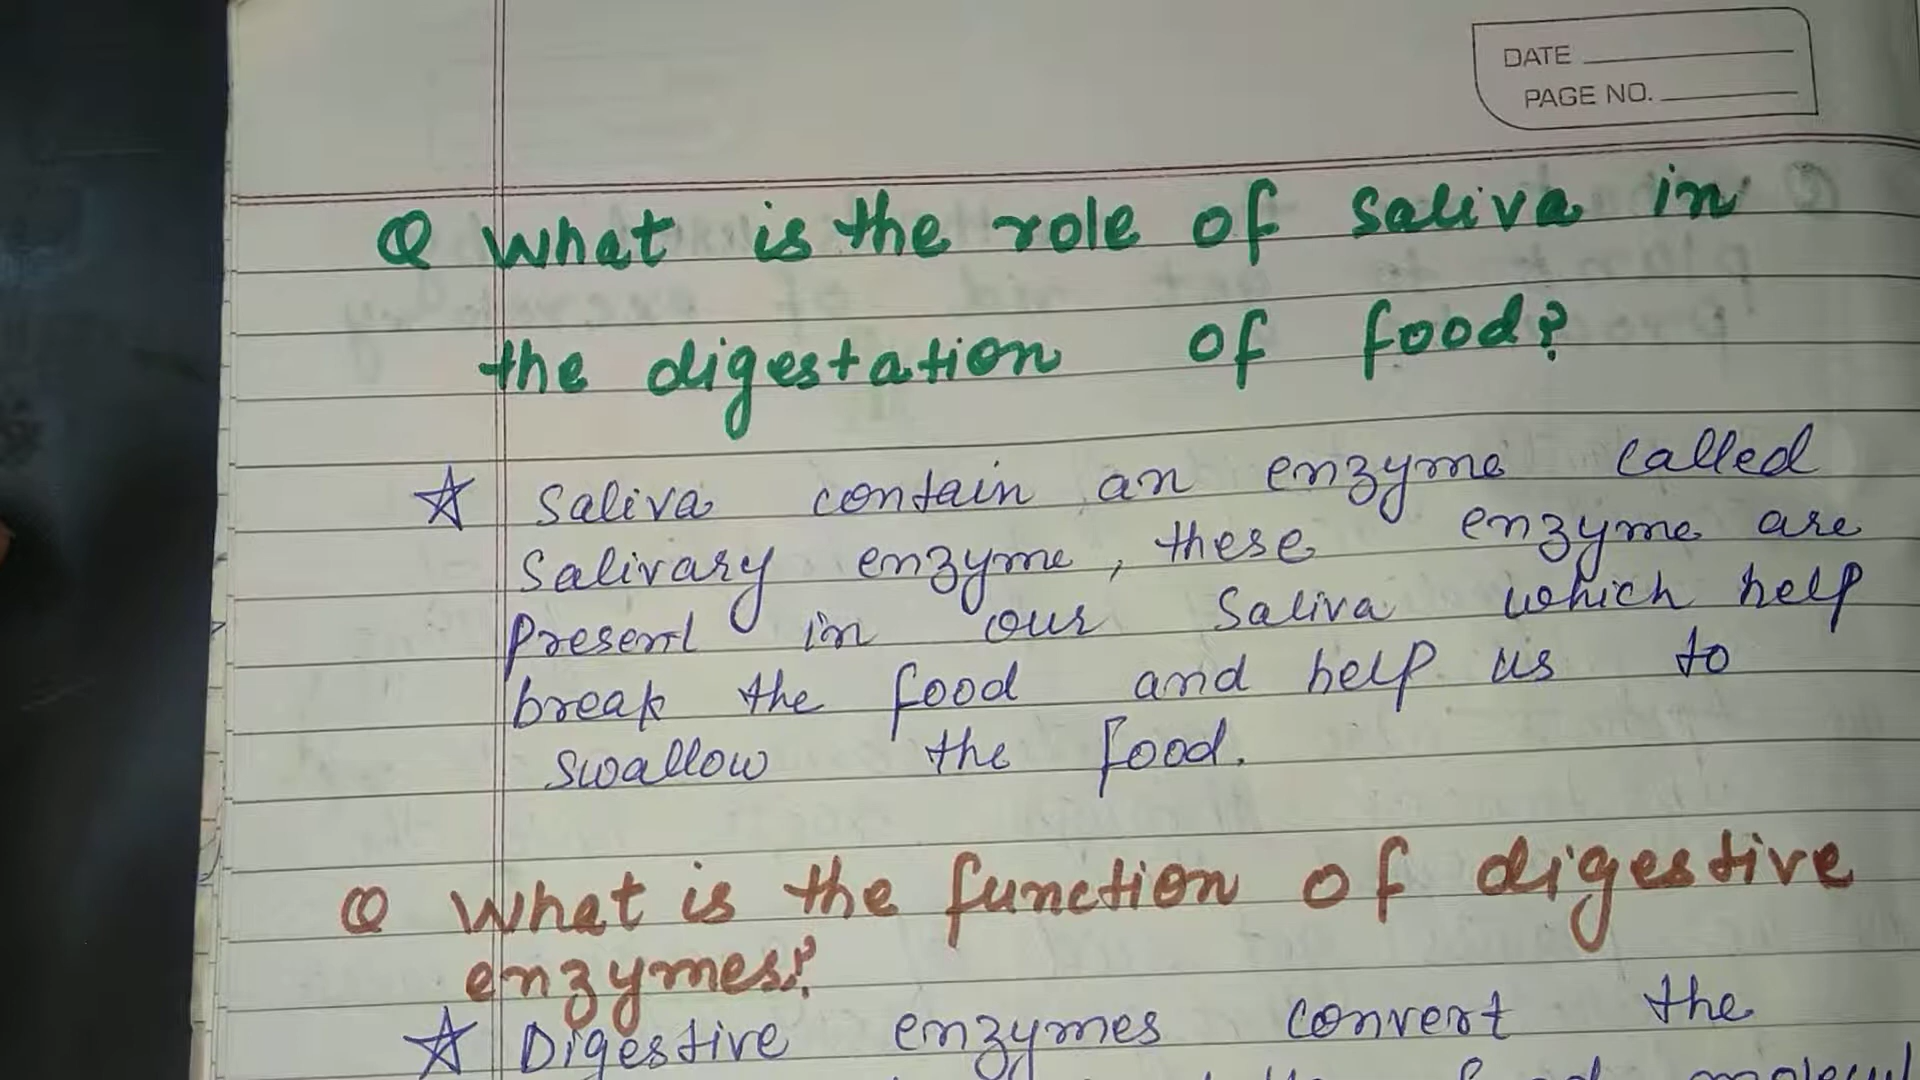 DATE
PAGE NO.
Q What is the role of saliva in
the digestation of food?
☆ Saliva contain an enzyme called
Salivary enzyme, these enzyme are
Present in our Saliva which help
break the food and help us to
swallow the food.
Q What is the function of digestive
enzymes?
☆ Digestive enzymes convert the